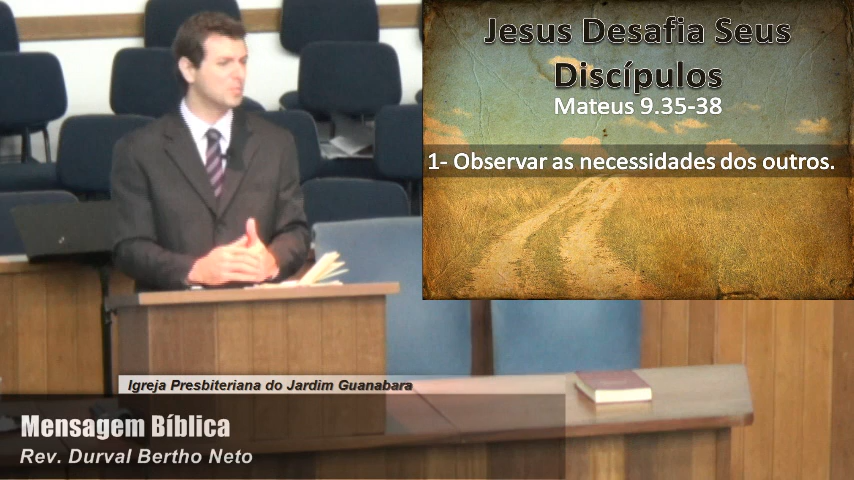 Jesus Desafia Seus
Discípulos
Mateus 9.35-38
1- Observar as necessidades dos outros.
Igreja Presbiteriana do Jardim Guanabara
Mensagem Bíblica
Rev. Durval Bertho Neto